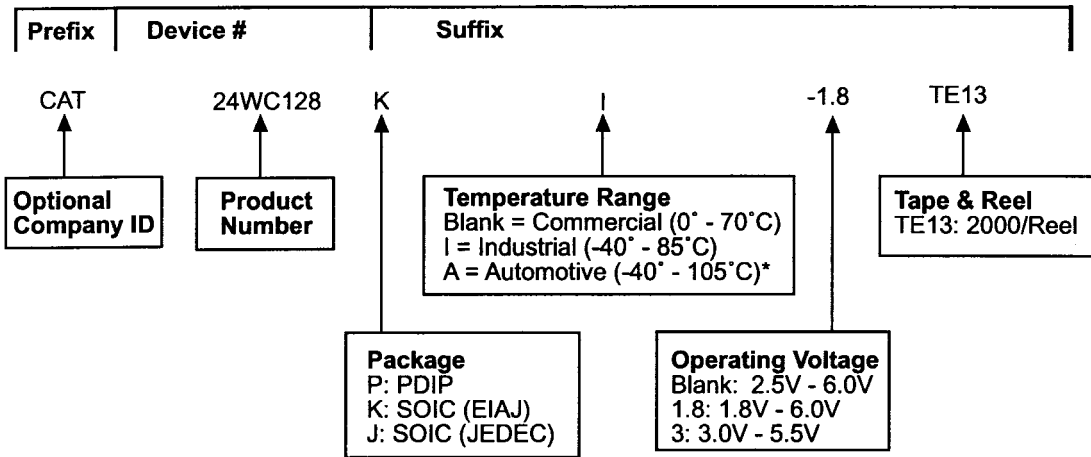 Prefix Device # Suffix
CAT 24WC128 K I -1.8 TE13
Optional
Company ID
Product
Number
Temperature Range
Blank = Commercial (0˚ - 70˚C)
I = Industrial (-40˚ - 85˚C)
A = Automotive (-40˚ - 105˚C)*
Tape & Reel
TE13: 2000/Reel
Package
P: PDIP
K: SOIC (EIAJ)
J: SOIC (JEDEC)
Operating Voltage
Blank: 2.5V - 6.0V
1.8: 1.8V - 6.0V
3: 3.0V - 5.5V